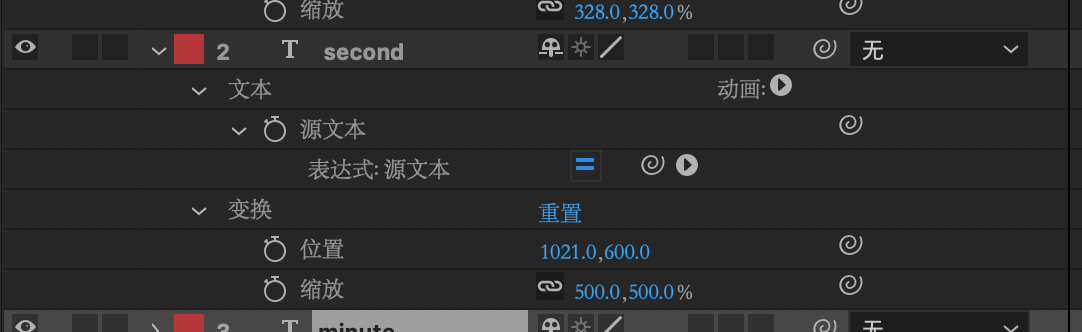 缩放 328.0,328.0%
2 T second 无
文本 动画:
源文本
表达式: 源文本
变换 重置
位置 1021.0,600.0
缩放 500.0,500.0%
3 T minute 无